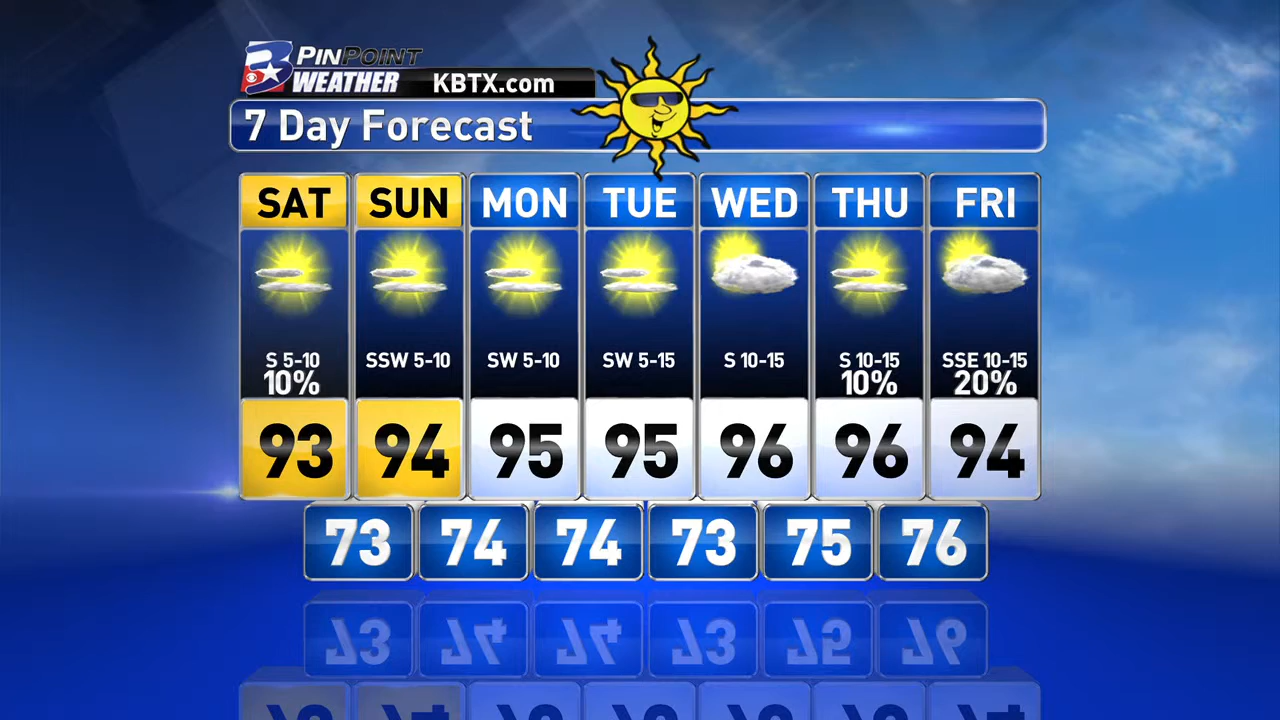 PINPOINT
WEATHER KBTX.com
7 Day Forecast
SAT SUN MON TUE WED THU FRI
S 5-10 SSW 5-10 SW 5-10 SW 5-15 S 10-15 S 10-15 SSE 10-15
10% 10% 20%
93 94 95 95 96 96 94
73 74 74 73 75 76